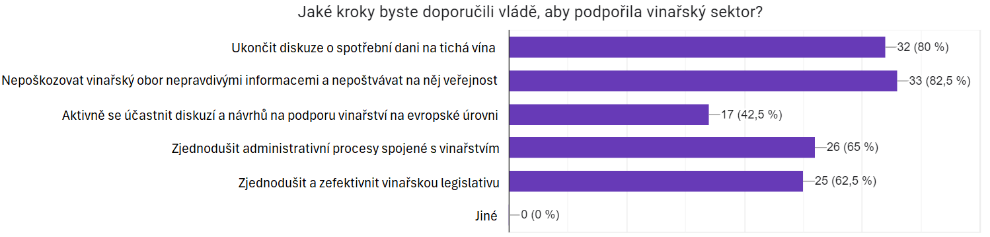 Jaké kroky byste doporučili vládě, aby podpořila vinařský sektor?
Ukončit diskuze o spotřební dani na tichá vína 32 (80 %)
Nepoškozovat vinařský obor nepravdivými informacemi a nepoštvávat na něj veřejnost 33 (82,5 %)
Aktivně se účastnit diskuzí a návrhů na podporu vinařství na evropské úrovni 17 (42,5 %)
Zjednodušit administrativní procesy spojené s vinařstvím 26 (65 %)
Zjednodušit a zefektivnit vinařskou legislativu 25 (62,5 %)
Jiné 0 (0 %)